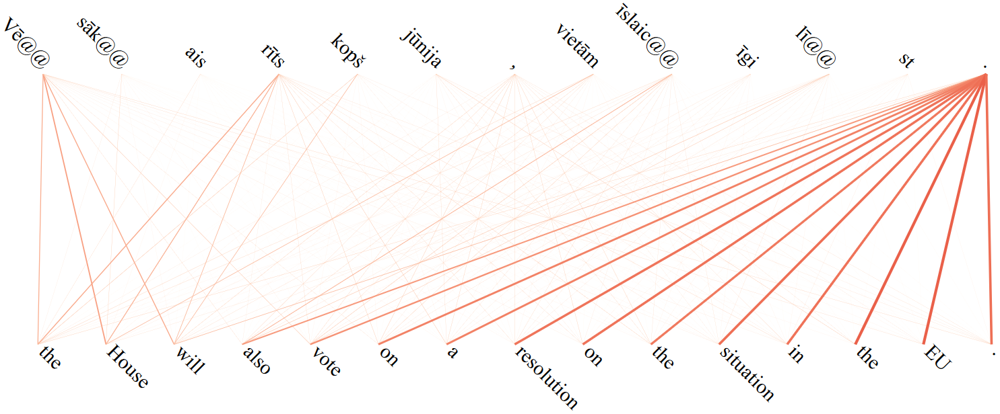 Vē@@ sāk@@ ais rīts kopš jūnija , vietām īslaic@@ īgi lī@@ st .
the House will also vote on a resolution on the situation in the EU .